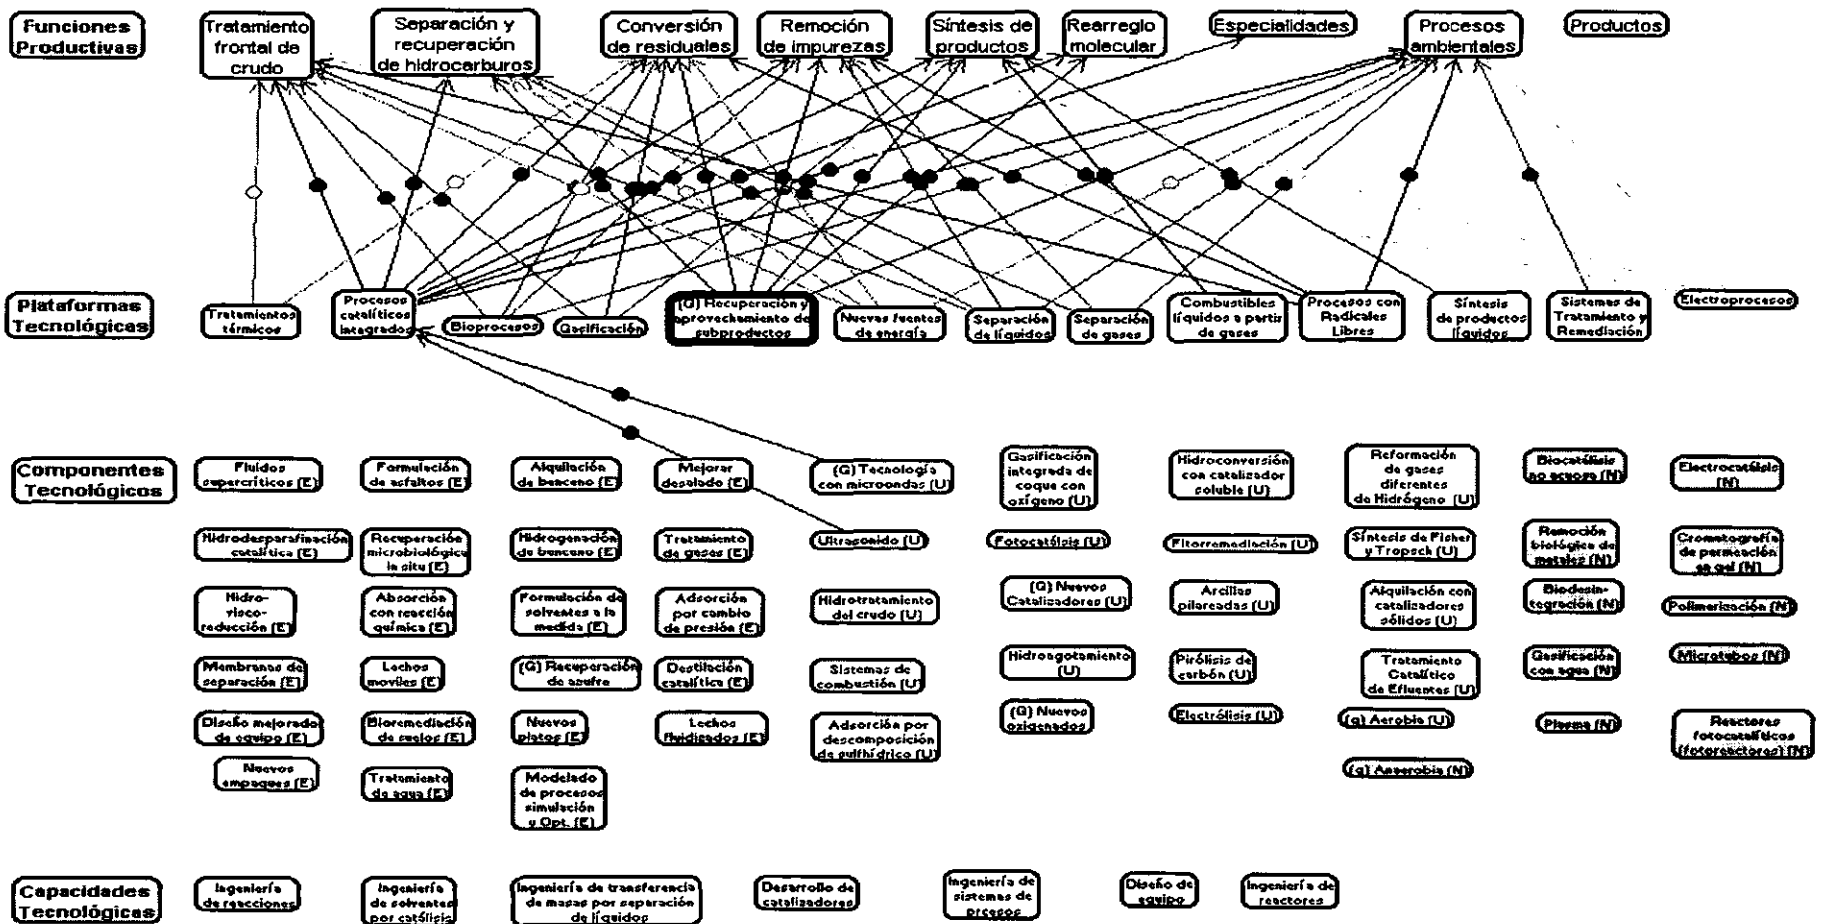 Funciones
Productivas
Tratamiento
frontal de
crudo
Separación y
recuperación
de hidrocarburos
Conversión
de residuales
Remoción
de impurezas
Síntesis de
productos
Rearreglo
molecular
Especialidades
Procesos
ambientales
Productos
Plataformas
Tecnológicas
Tratamientos
térmicos
Procesos
catalíticos
integrados
Bioprocesos
Gasificación
(G) Recuperación y
aprovechamiento de
subproductos
Nuevas fuentes
de energía
Separación
de líquidos
Separación
de gases
Combustibles
líquidos a partir
de gases
Procesos con
Radicales
Libres
Síntesis
de productos
líquidos
Sistemas de
Tratamiento y
Remediación
Electroprocesos
Componentes
Tecnológicos
Fluidos
supercríticos (E)
Formulación
de asfaltos (E)
Alquilación
de benceno (E)
Mejorar
desalado (E)
(G) Tecnología
con microondas (U)
Gasificación
integrada de
coque con
oxígeno (U)
Hidroconversión
con catalizador
soluble (U)
Reformación
de gases
diferentes
de Hidrógeno (U)
Biocatálisis
no acuosa (N)
Electrocatálsis
(N)
Hidrodesparafinación
catalítica (E)
Recuperación
microbiológica
in situ (E)
Hidrogenación
de benceno (E)
Tratamiento
de gases (E)
Ultrasonido (U)
Fotocatálsis (U)
Fitorremediación (U)
Síntesis de Fisher
y Tropsch (U)
Remoción
biológica de
metales (N)
Cromatografía
de permeación
en gel (N)
Hidro-
visco-
reducción (E)
Absorción
con reacción
química (E)
Formulación de
solventes a la
medida (E)
Adsorción
por cambio
de presión (E)
Hidrotratamiento
del crudo (U)
(G) Nuevos
Catalizadores (U)
Arcillas
pilareadas (U)
Alquilación con
catalizadores
sólidos (U)
Biodesin-
tegración (N)
Polimerización (N)
Membranas de
separación (E)
Lechos
moviles (E)
(G) Recuperación
de azufre
Destilación
catalítica (E)
Sistemas de
combustión (U)
Hidroagotamiento
(U)
Pirólisis de
carbón (U)
Tratamiento
Catalítico
de Efluentes (U)
Gasificación
con agua (N)
Microtubos (N)
Diseño mejorado
de equipo (E)
Bioremediación
de suelos (E)
Nuevos
platos (E)
Lechos
fluidizados (E)
Adsorción por
descomposición
de sulfhídrico (U)
(G) Nuevos
oxigenados
Electrólisis (U)
(g) Aerobia (U)
Plasma (N)
Reactores
fotocatalíticos
(fotoreactores) (N)
Nuevos
empaques (E)
Tratamiento
de agua (E)
Modelado
de procesos
simulación
y Opt. (E)
(g) Anaerobia (N)
Capacidades
Tecnológicas
Ingeniería
de reacciones
Ingeniería
de solventes
por catálisis
Ingeniería de transferencia
de masas por separación
de líquidos
Desarrollo de
catalizadores
Ingeniería de
sistemas de
prcesos
Diseño de
equipo
Ingeniería de
reactores